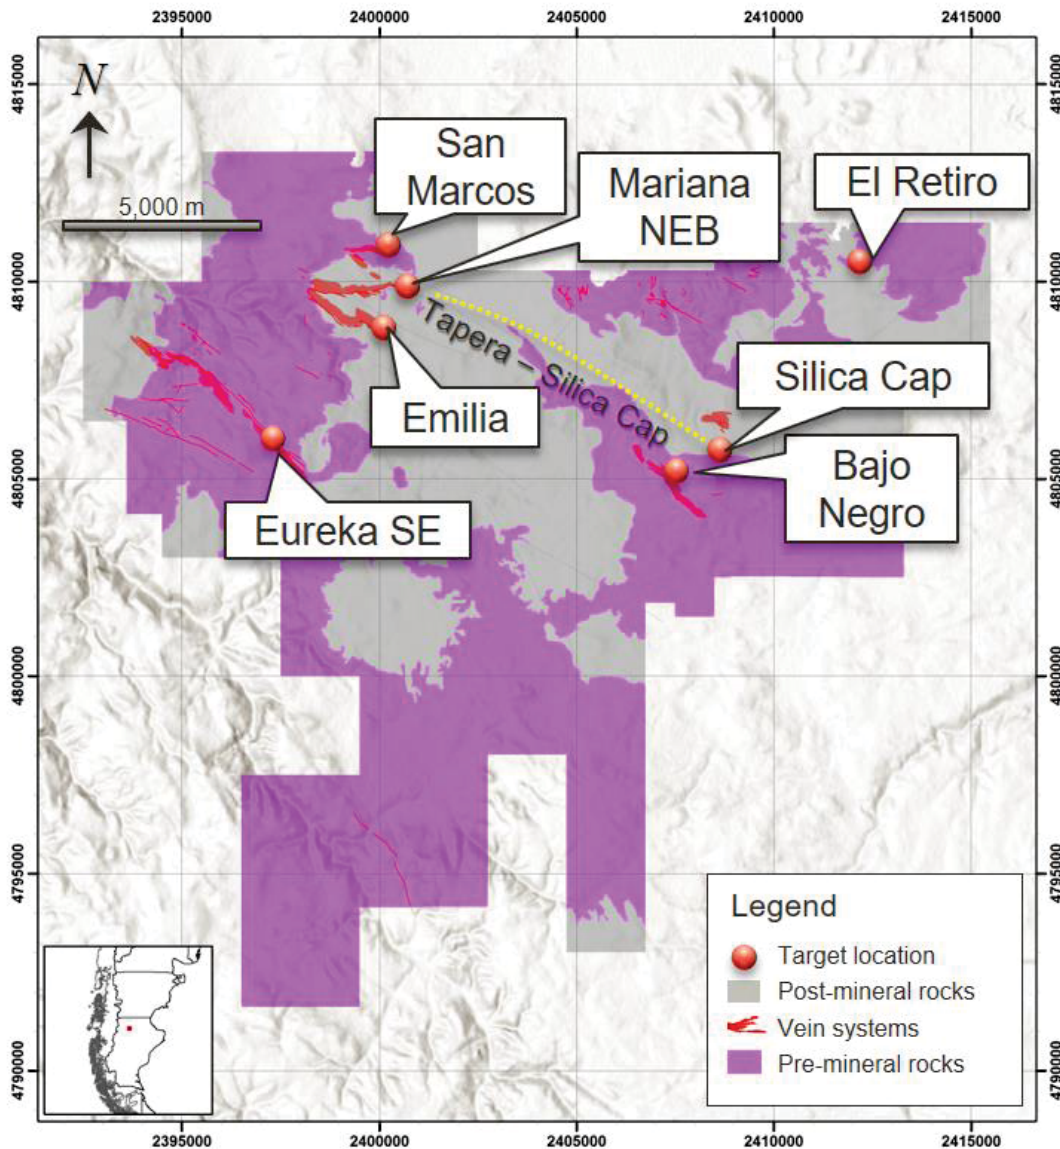 2395000
2400000
2405000
2410000
2415000
4815000
4815000
N
5,000 m
San
Marcos
Mariana
NEB
El Retiro
4810000
4810000
Tapera – Silica Cap
Silica Cap
Emilia
Bajo
Negro
4805000
4805000
Eureka SE
4800000
4800000
4795000
4795000
Legend
Target location
Post-mineral rocks
Vein systems
Pre-mineral rocks
4790000
4790000
2395000
2400000
2405000
2410000
2415000